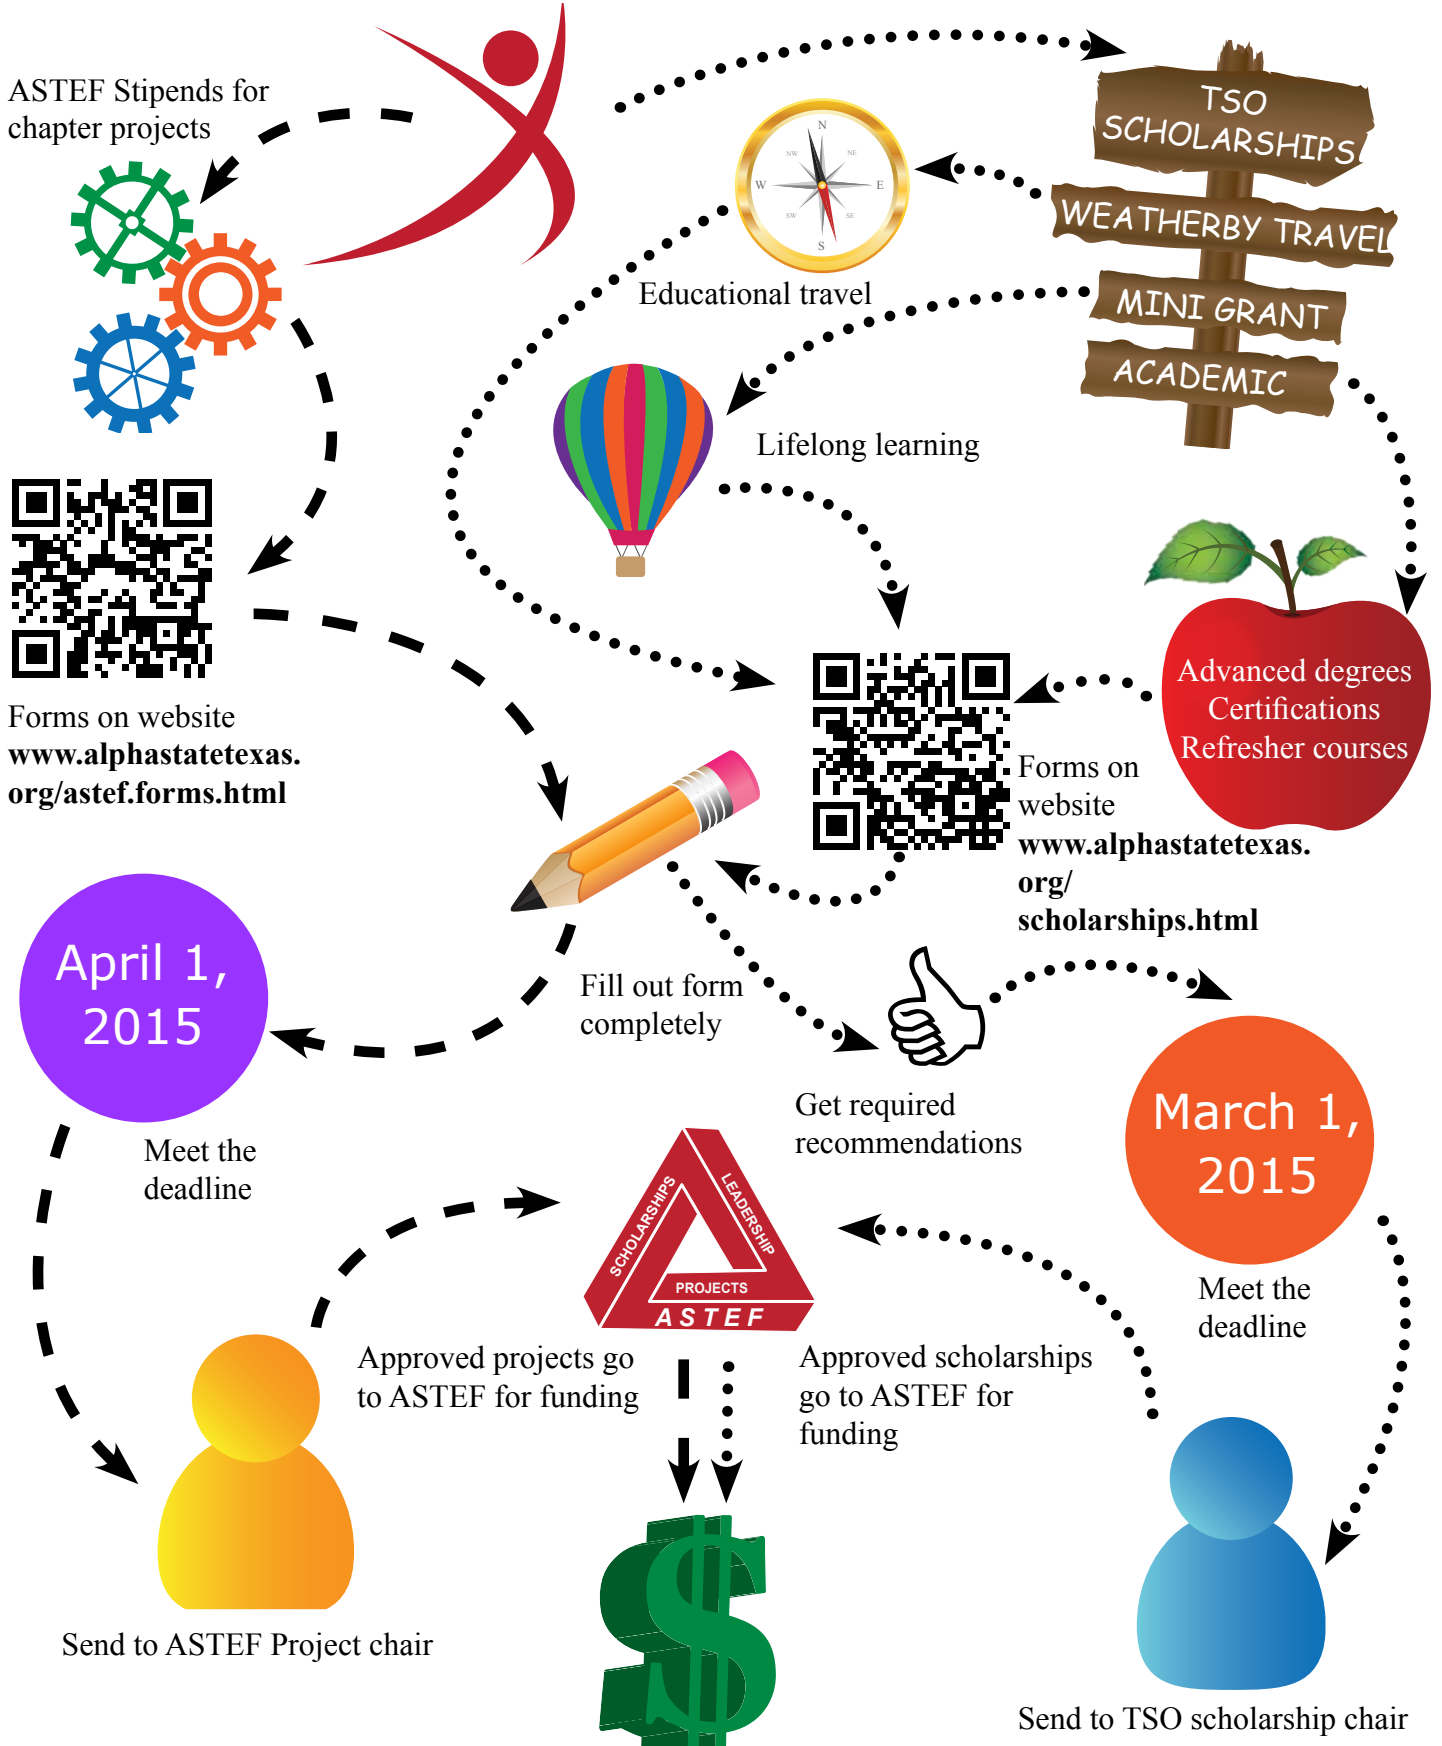 ASTEF Stipends for
chapter projects
TSO
SCHOLARSHIPS
WEATHERBY TRAVEL
MINI GRANT
ACADEMIC
N
NW
NE
W
E
SW
SE
S
Educational travel
Lifelong learning
Advanced degrees
Certifications
Refresher courses
Forms on website
www.alphastatetexas.
org/astef.forms.html
Forms on
website
www.alphastatetexas.
org/
scholarships.html
April 1,
2015
Fill out form
completely
Meet the
deadline
Get required
recommendations
March 1,
2015
Meet the
deadline
SCHOLARSHIPS
LEADERSHIP
PROJECTS
ASTEF
Approved projects go
to ASTEF for funding
Approved scholarships
go to ASTEF for
funding
$
Send to ASTEF Project chair
Send to TSO scholarship chair